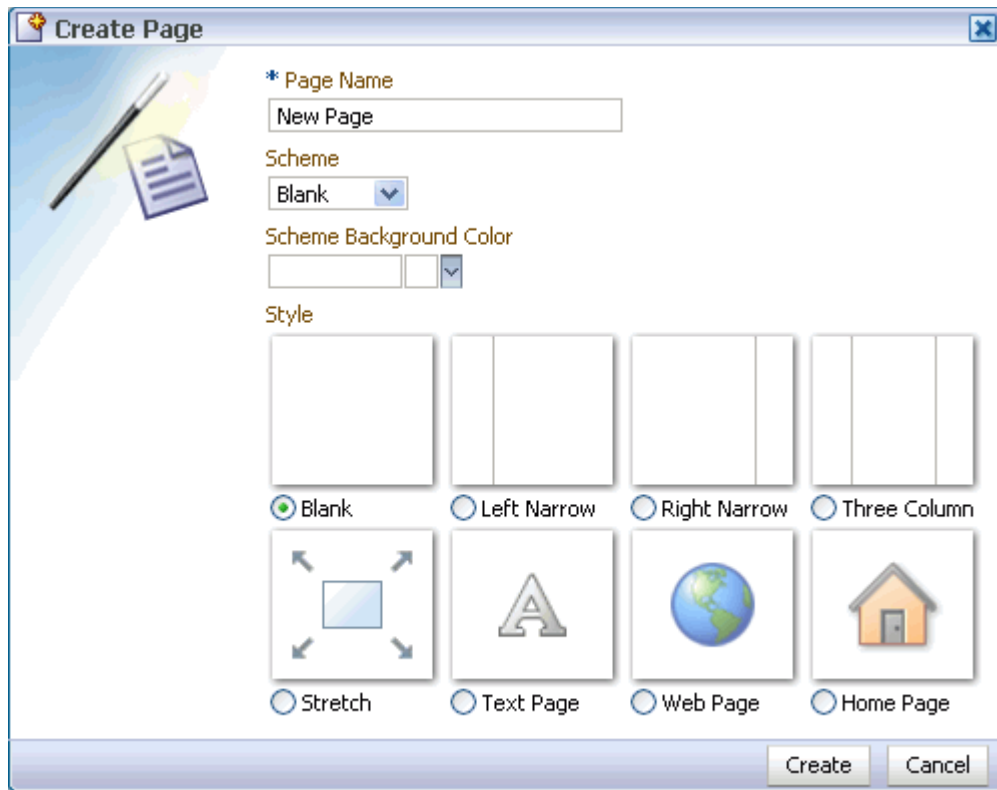 Create Page
* Page Name
New Page
Scheme
Blank
Scheme Background Color
Style
Blank
Left Narrow
Right Narrow
Three Column
A
Stretch
Text Page
Web Page
Home Page
Create
Cancel